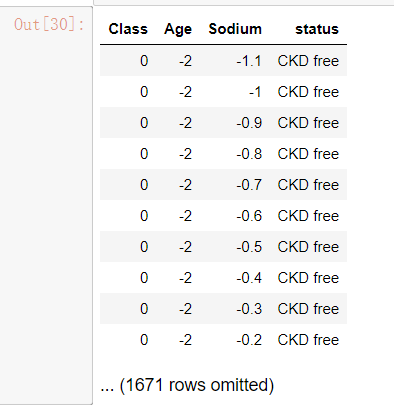 Out[30]:
Class Age Sodium status
0 -2 -1.1 CKD free
0 -2 -1 CKD free
0 -2 -0.9 CKD free
0 -2 -0.8 CKD free
0 -2 -0.7 CKD free
0 -2 -0.6 CKD free
0 -2 -0.5 CKD free
0 -2 -0.4 CKD free
0 -2 -0.3 CKD free
0 -2 -0.2 CKD free
... (1671 rows omitted)